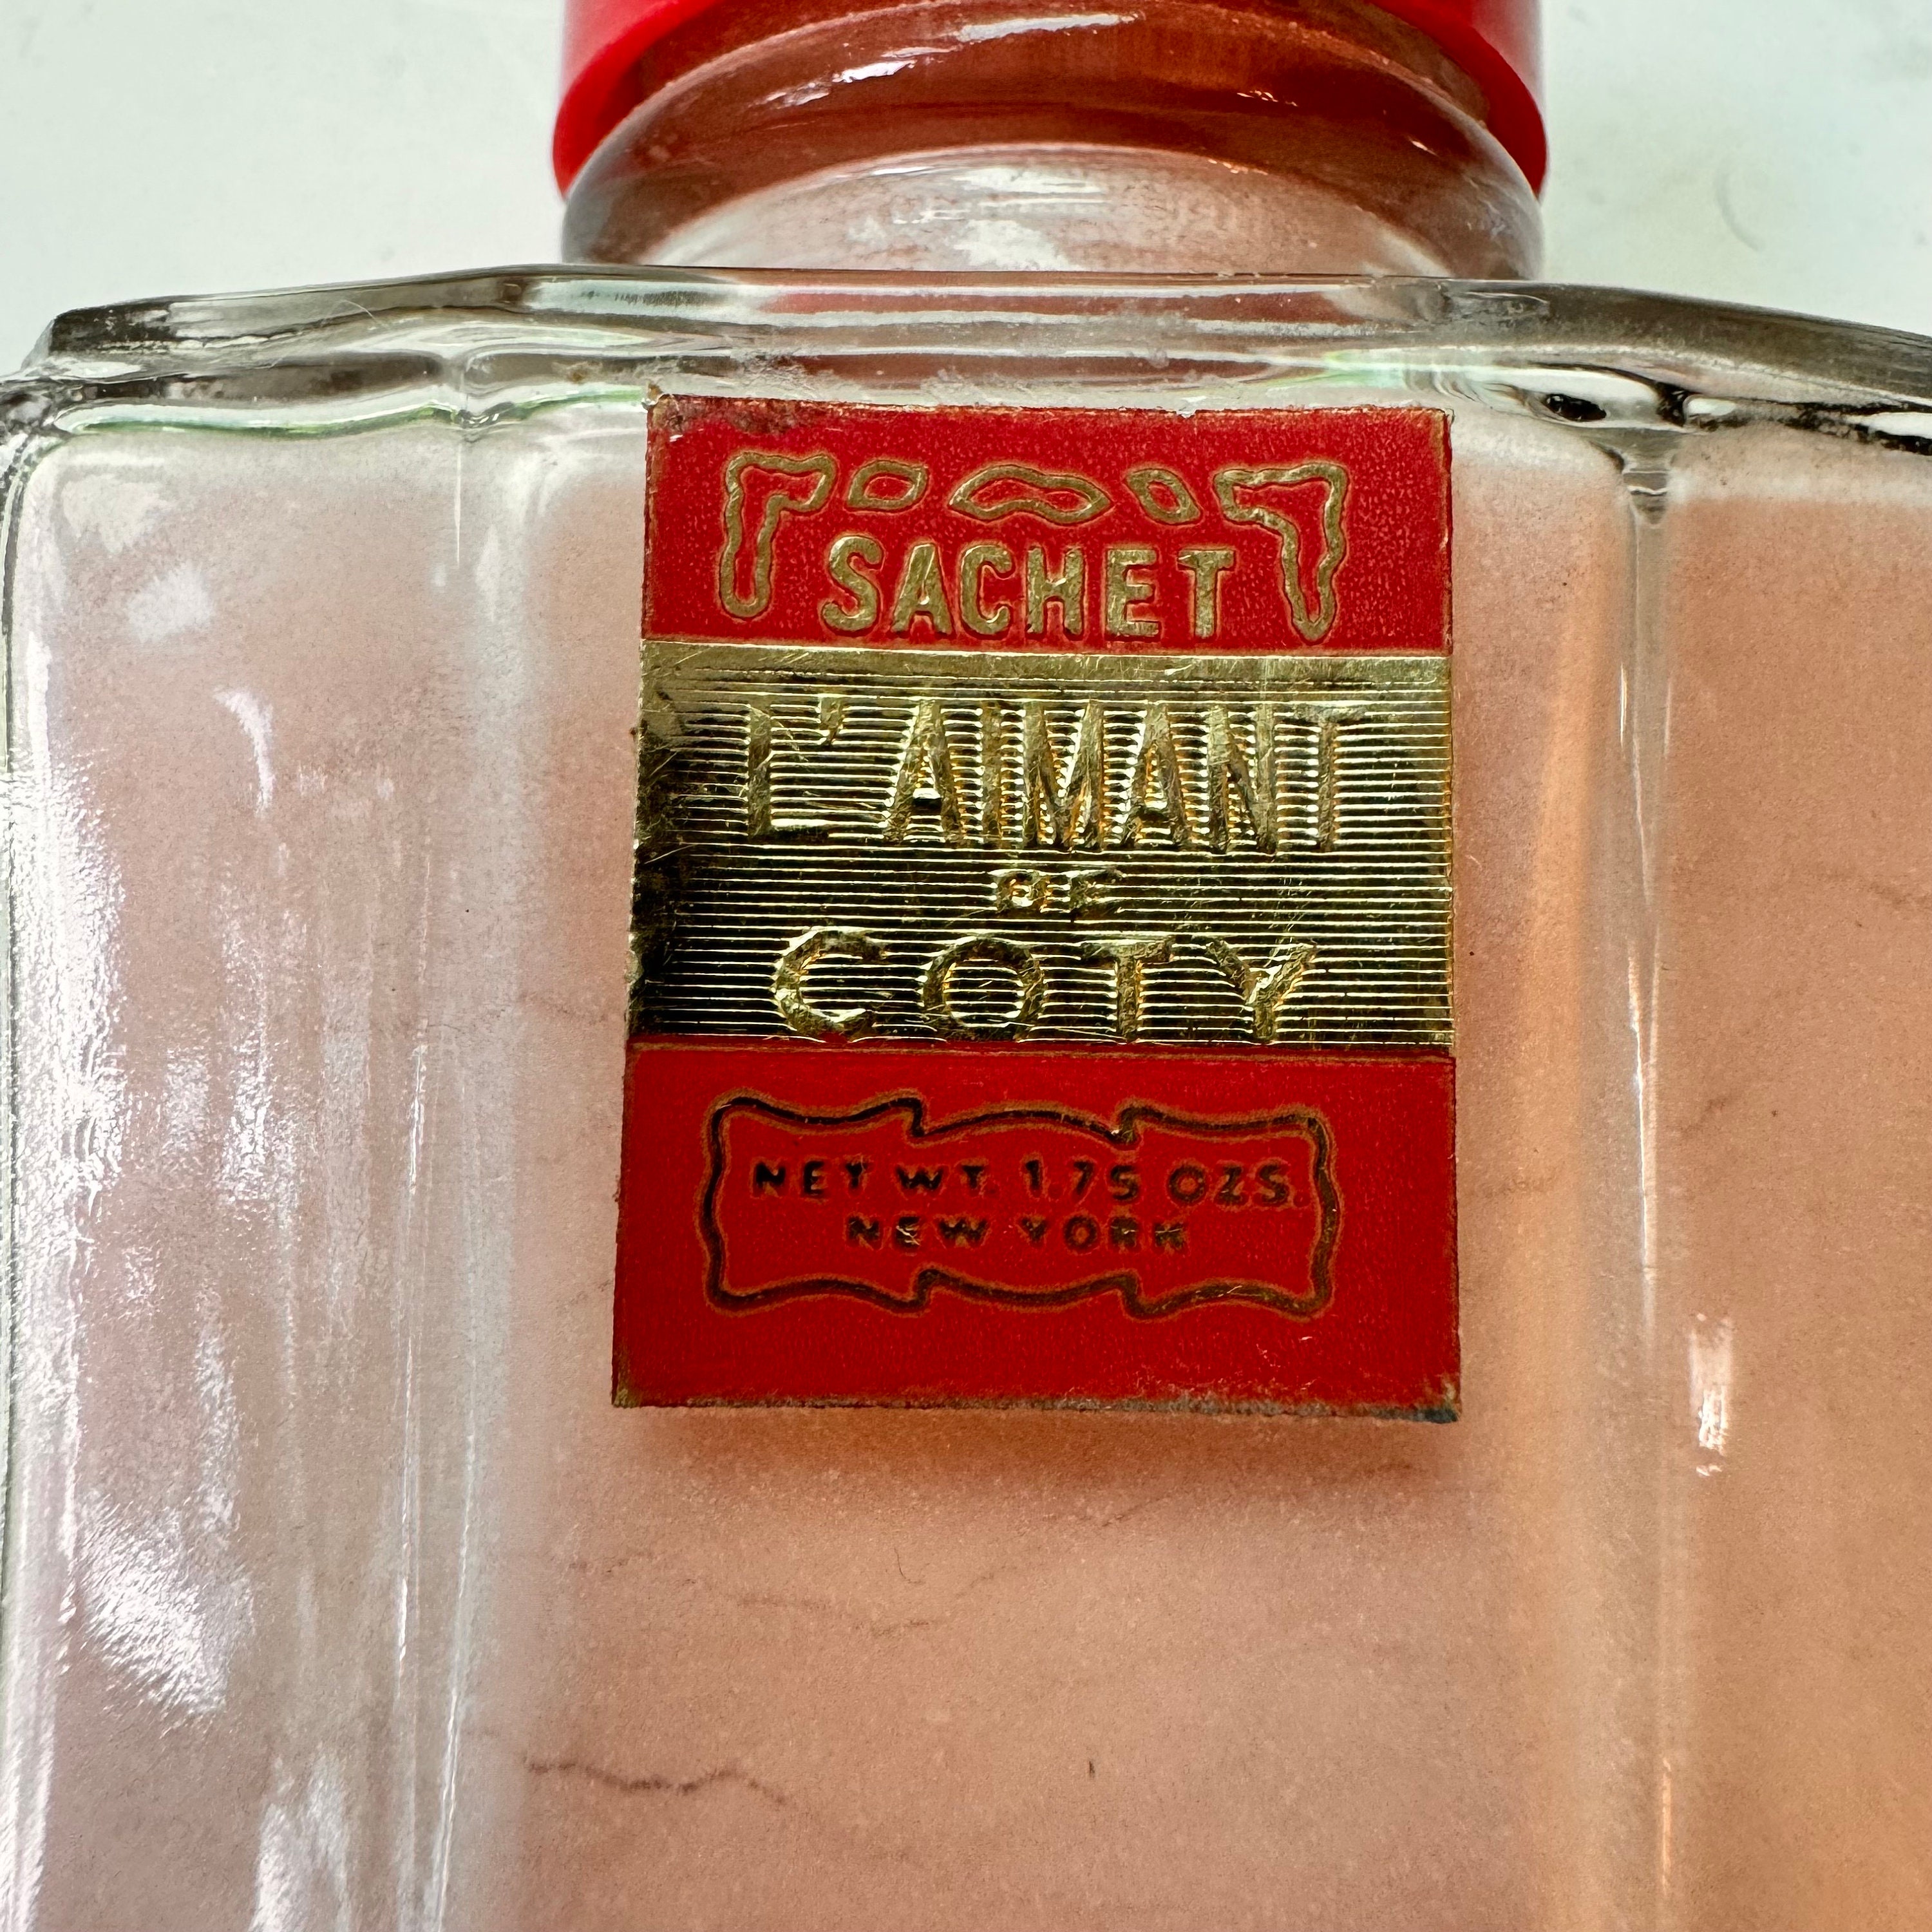 SACHET
L'AIMANT
DE
COTY
NET WT. 1.75 OZS.
NEW YORK